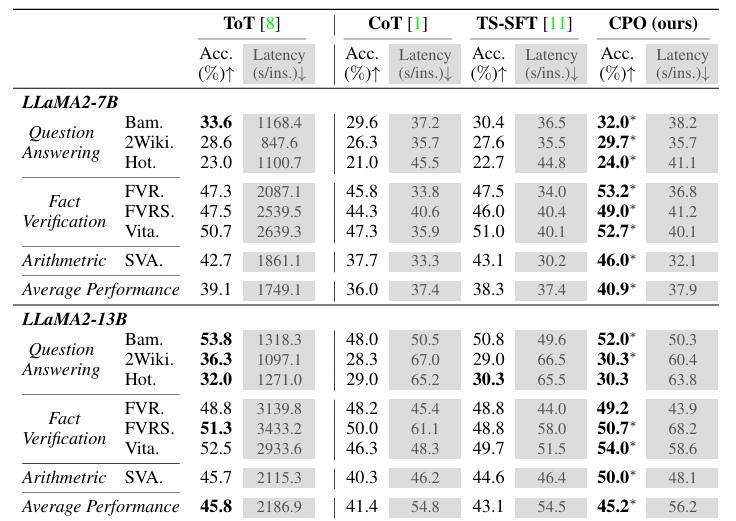 ToT [8] CoT [1] TS-SFT [11] CPO (ours)
Acc. Latency Acc. Latency Acc. Latency Acc. Latency
(%)↑ (s/ins.)↓ (%)↑ (s/ins.)↓ (%)↑ (s/ins.)↓ (%)↑ (s/ins.)↓
LLaMA2-7B
Question Answering Bam. 33.6 1168.4 29.6 37.2 30.4 36.5 32.0* 38.2
2Wiki. 28.6 847.6 26.3 35.7 27.6 35.5 29.7* 35.7
Hot. 23.0 1100.7 21.0 45.5 22.7 44.8 24.0* 41.1
Fact Verification FVR. 47.3 2087.1 45.8 33.8 47.5 34.0 53.2* 36.8
FVRS. 47.5 2539.5 44.3 40.6 46.0 40.4 49.0* 41.2
Vita. 50.7 2639.3 47.3 35.9 51.0 40.1 52.7* 40.1
Arithmetric SVA. 42.7 1861.1 37.7 33.3 43.1 30.2 46.0* 32.1
Average Performance 39.1 1749.1 36.0 37.4 38.3 37.4 40.9* 37.9
LLaMA2-13B
Question Answering Bam. 53.8 1318.3 48.0 50.5 50.8 49.6 52.0* 50.3
2Wiki. 36.3 1097.1 28.3 67.0 29.0 66.5 30.3* 60.4
Hot. 32.0 1271.0 29.0 65.2 30.3 65.5 30.3 63.8
Fact Verification FVR. 48.8 3139.8 48.2 45.4 48.8 44.0 49.2 43.9
FVRS. 51.3 3433.2 50.0 61.1 48.8 58.0 50.7* 68.2
Vita. 52.5 2933.6 46.3 48.3 49.7 51.5 54.0* 58.6
Arithmetric SVA. 45.7 2115.3 40.3 46.2 44.6 46.4 50.0* 48.1
Average Performance 45.8 2186.9 41.4 54.8 43.1 54.5 45.2* 56.2